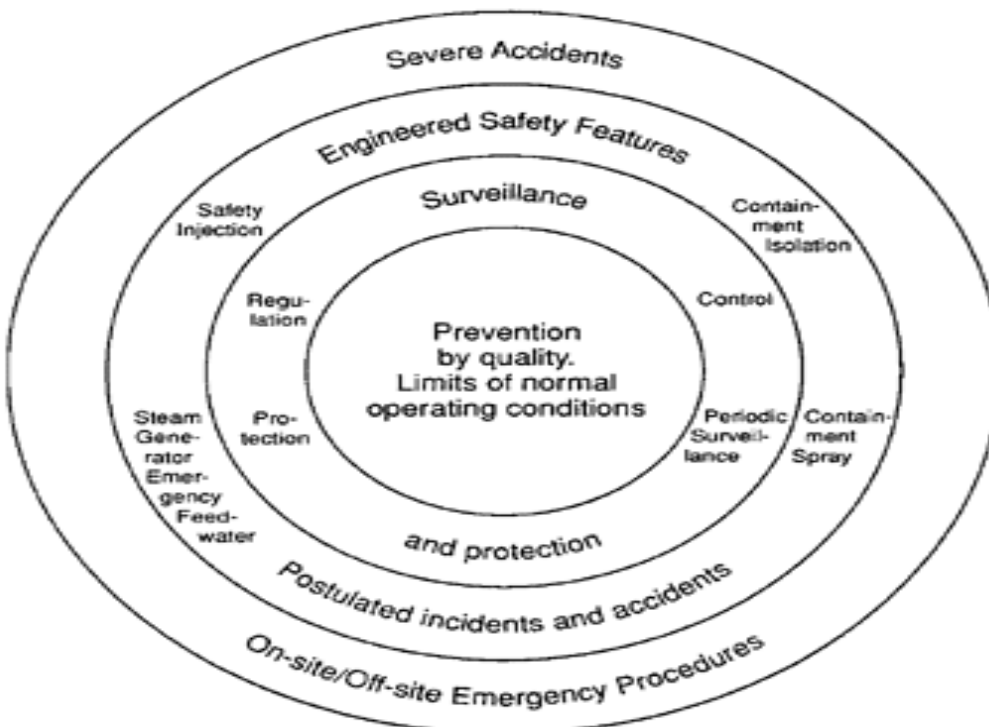 Severe Accidents
Engineered Safety Features
Surveillance
Safety
Injection
Contain-
ment
Isolation
Regu-
lation
Control
Prevention
by quality.
Limits of normal
operating conditions
Steam
Gene-
rator
Emer-
gency
Feed-
water
Pro-
tection
Periodic
Surveil-
lance
Contain-
ment
Spray
and protection
Postulated incidents and accidents
On-site/Off-site Emergency Procedures